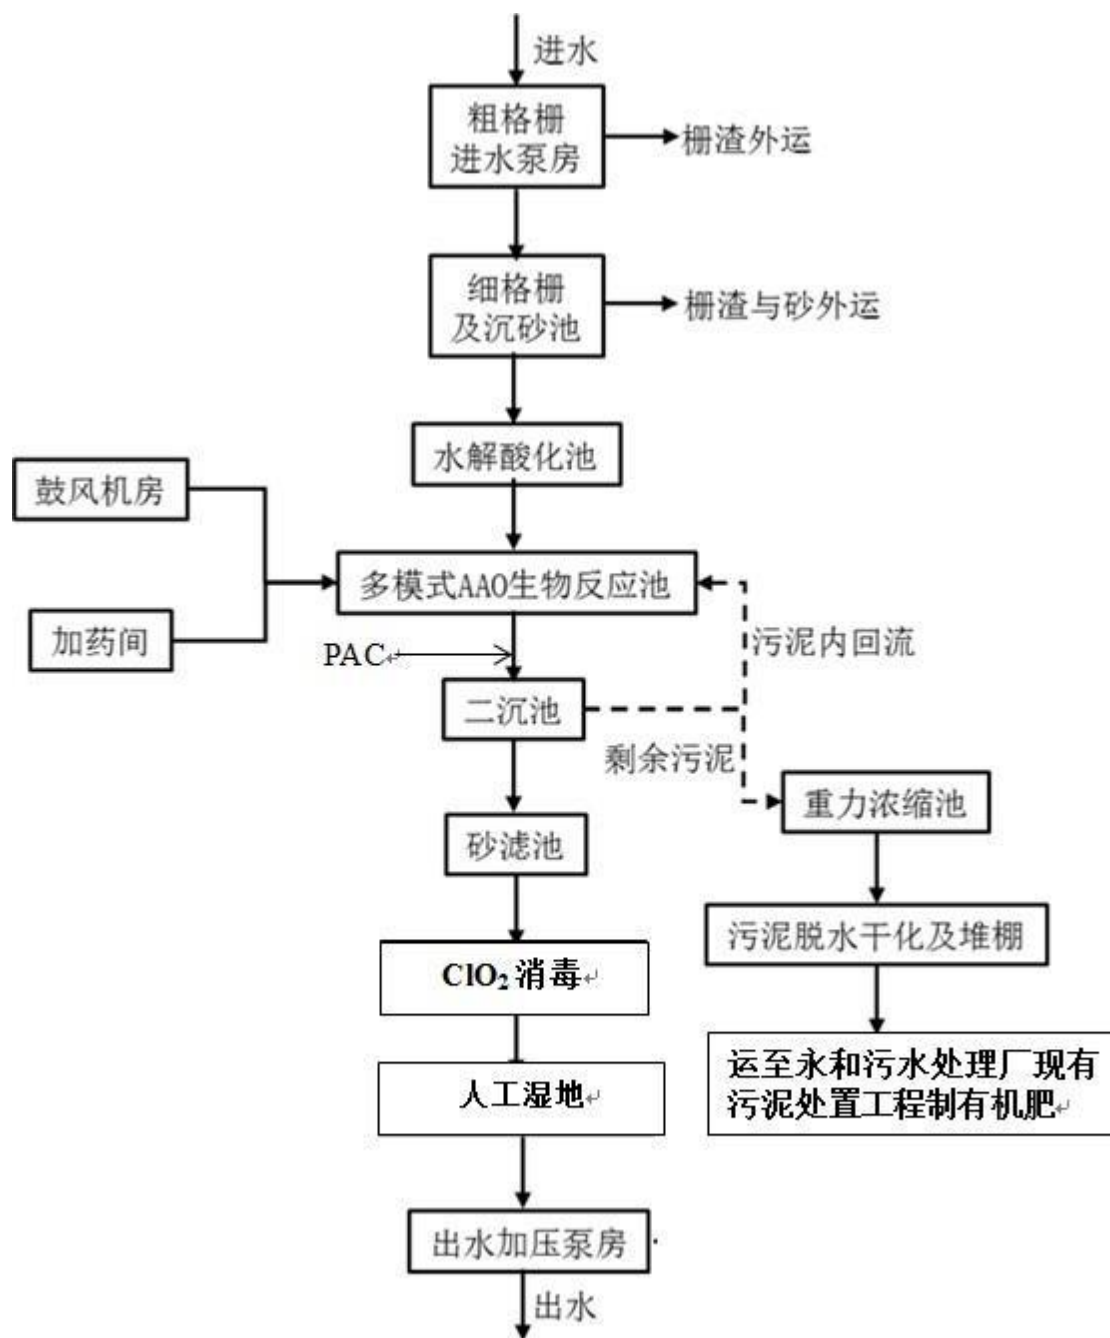 进水
粗格栅
进水泵房
栅渣外运
细格栅
及沉砂池
栅渣与砂外运
水解酸化池
鼓风机房
多模式AAO生物反应池
加药间
PAC
污泥内回流
二沉池
剩余污泥
重力浓缩池
砂滤池
污泥脱水干化及堆棚
ClO₂消毒
运至永和污水处理厂现有
污泥处置工程制有机肥
人工湿地
出水加压泵房
出水